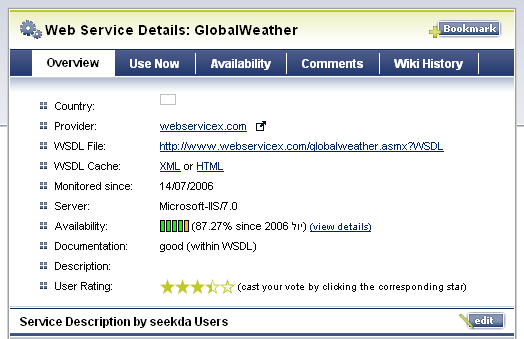 Web Service Details: GlobalWeather
Bookmark
Overview Use Now Availability Comments Wiki History
Country:
Provider: webservicex.com
WSDL File: http://www.webservicex.com/globalweather.asmx?WSDL
WSDL Cache: XML or HTML
Monitored since: 14/07/2006
Server: Microsoft-IIS/7.0
Availability: (87.27% since 2006 יול) (view details)
Documentation: good (within WSDL)
Description:
User Rating: (cast your vote by clicking the corresponding star)
Service Description by seekda Users
edit